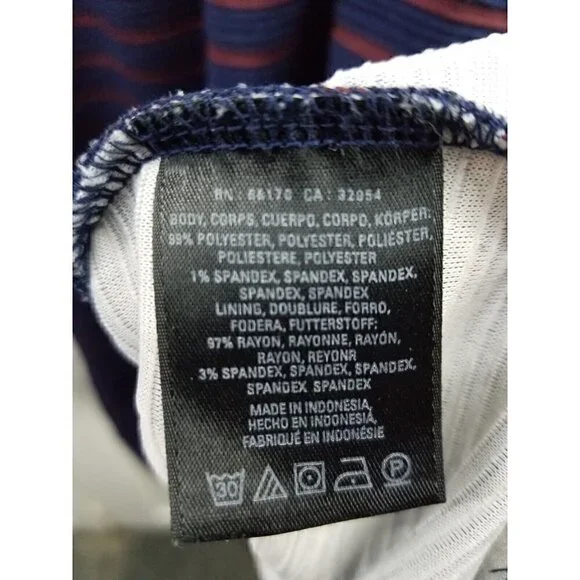 RN: 66170 CA: 32054
BODY, CORPS, CUERPO, CORPO, KÖRPER:
99% POLYESTER, POLYESTER, POLIÉSTER,
POLIESTERE, POLYESTER
1% SPANDEX, SPANDEX, SPANDEX,
SPANDEX, SPANDEX
LINING, DOUBLURE, FORRO,
FODERA, FUTTERSTOFF:
97% RAYON, RAYONNE, RAYÓN,
RAYON, REYONR
3% SPANDEX, SPANDEX, SPANDEX,
SPANDEX, SPANDEX
MADE IN INDONESIA,
HECHO EN INDONESIA,
FABRIQUÉ EN INDONÉSIE
30 P